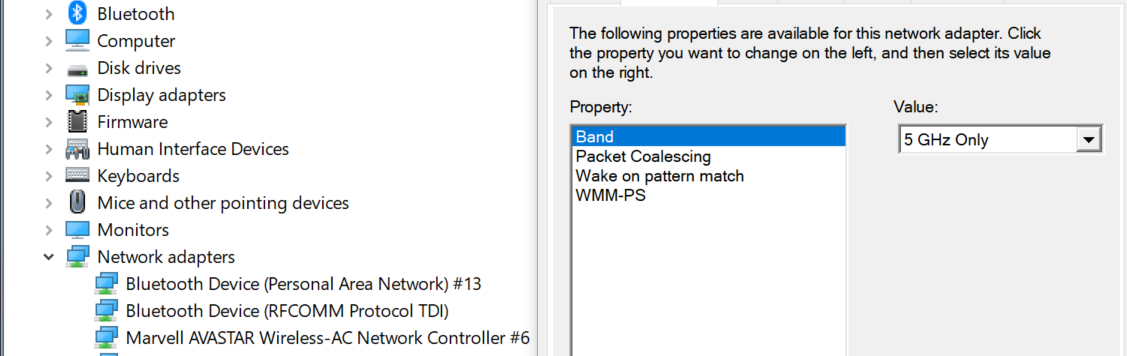 Bluetooth
Computer
Disk drives
Display adapters
Firmware
Human Interface Devices
Keyboards
Mice and other pointing devices
Monitors
Network adapters
Bluetooth Device (Personal Area Network) #13
Bluetooth Device (RFCOMM Protocol TDI)
Marvell AVASTAR Wireless-AC Network Controller #6
The following properties are available for this network adapter. Click
the property you want to change on the left, and then select its value
on the right.
Property:
Value:
Band
5 GHz Only
Packet Coalescing
Wake on pattern match
WMM-PS